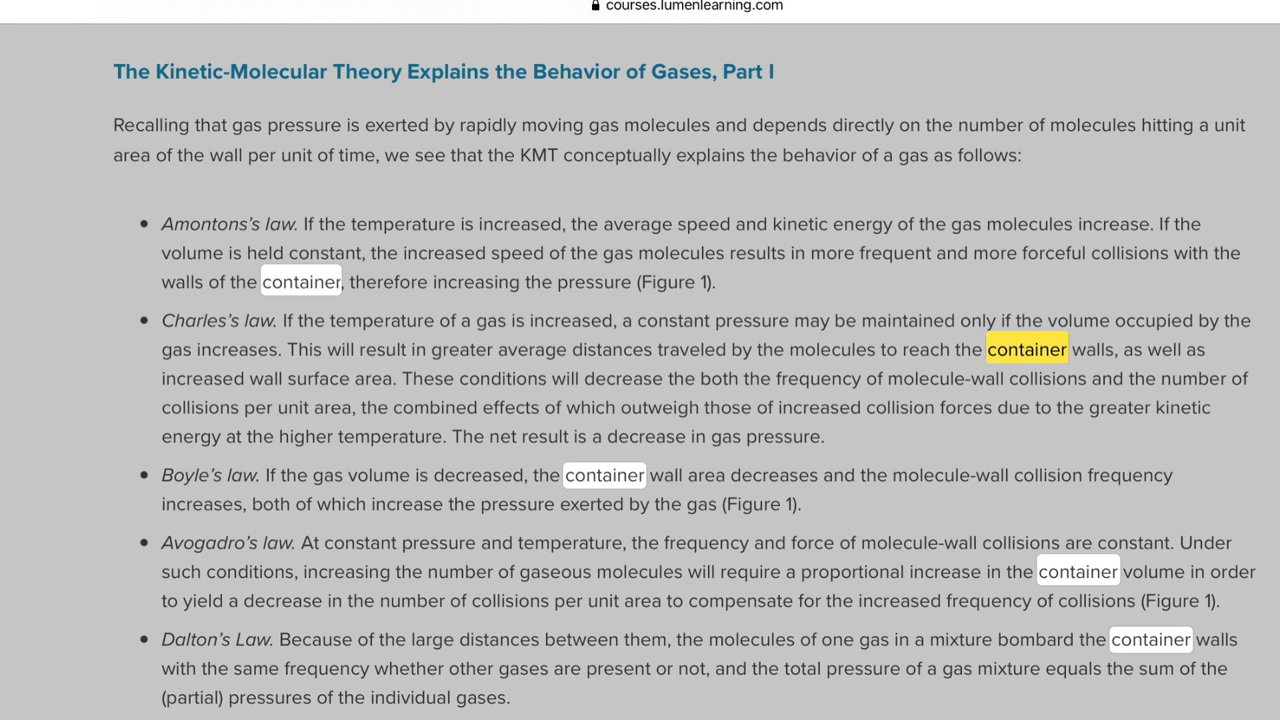 courses.lumenlearning.com
The Kinetic-Molecular Theory Explains the Behavior of Gases, Part I
Recalling that gas pressure is exerted by rapidly moving gas molecules and depends directly on the number of molecules hitting a unit
area of the wall per unit of time, we see that the KMT conceptually explains the behavior of a gas as follows:
• Amontons’s law. If the temperature is increased, the average speed and kinetic energy of the gas molecules increase. If the
volume is held constant, the increased speed of the gas molecules results in more frequent and more forceful collisions with the
walls of the container, therefore increasing the pressure (Figure 1).
• Charles’s law. If the temperature of a gas is increased, a constant pressure may be maintained only if the volume occupied by the
gas increases. This will result in greater average distances traveled by the molecules to reach the container walls, as well as
increased wall surface area. These conditions will decrease the both the frequency of molecule-wall collisions and the number of
collisions per unit area, the combined effects of which outweigh those of increased collision forces due to the greater kinetic
energy at the higher temperature. The net result is a decrease in gas pressure.
• Boyle’s law. If the gas volume is decreased, the container wall area decreases and the molecule-wall collision frequency
increases, both of which increase the pressure exerted by the gas (Figure 1).
• Avogadro’s law. At constant pressure and temperature, the frequency and force of molecule-wall collisions are constant. Under
such conditions, increasing the number of gaseous molecules will require a proportional increase in the container volume in order
to yield a decrease in the number of collisions per unit area to compensate for the increased frequency of collisions (Figure 1).
• Dalton’s Law. Because of the large distances between them, the molecules of one gas in a mixture bombard the container walls
with the same frequency whether other gases are present or not, and the total pressure of a gas mixture equals the sum of the
(partial) pressures of the individual gases.